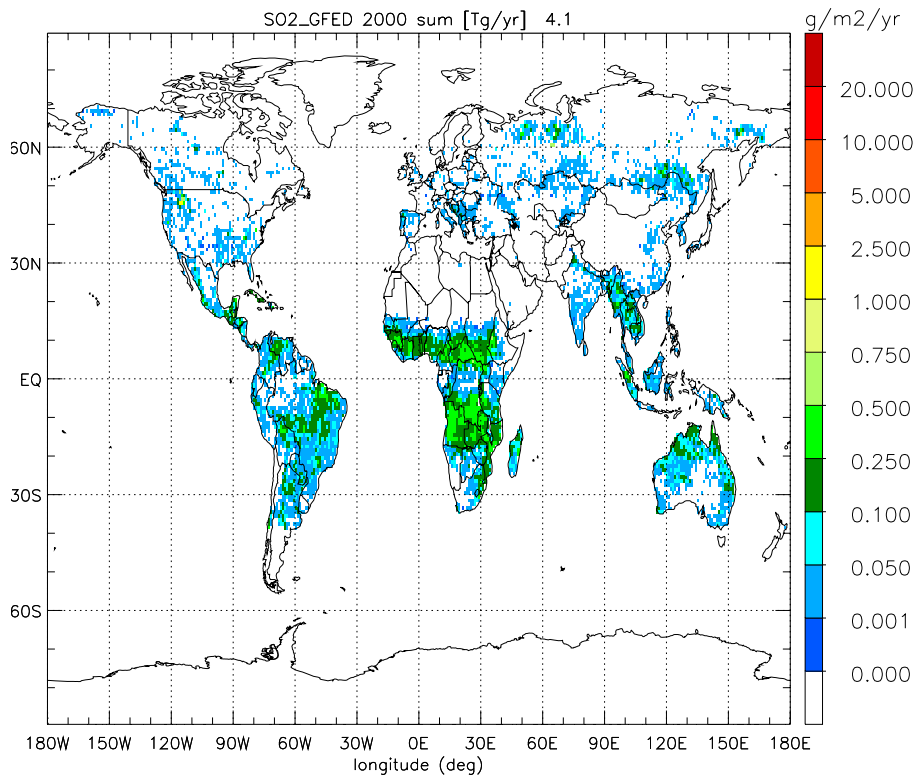 SO2_GFED 2000 sum [Tg/yr] 4.1
g/m2/yr
20.000
10.000
5.000
2.500
1.000
0.750
0.500
0.250
0.100
0.050
0.001
0.000
60N
30N
EQ
30S
60S
180W 150W 120W 90W 60W 30W 0E 30E 60E 90E 120E 150E 180E
longitude (deg)